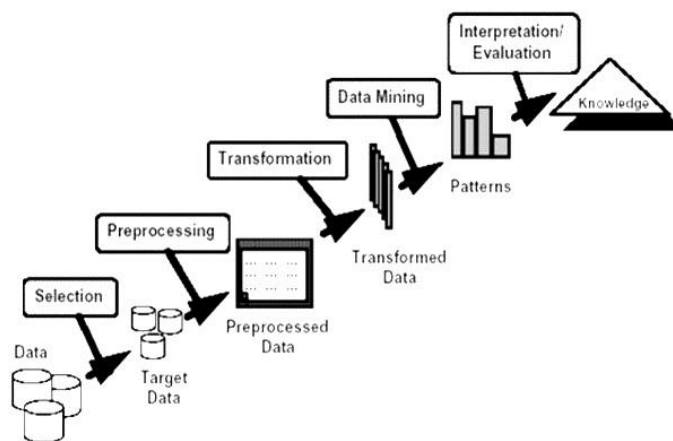 Interpretation/
Evaluation
Data Mining
Knowledge
Transformation
Patterns
Preprocessing
Transformed
Data
Selection
Preprocessed
Data
Data
Target
Data